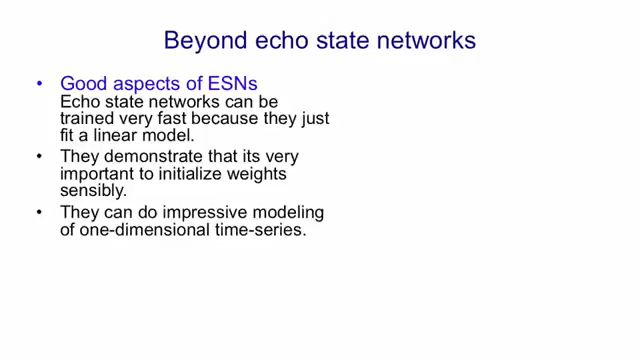 Beyond echo state networks
• Good aspects of ESNs
Echo state networks can be
trained very fast because they just
fit a linear model.
• They demonstrate that its very
important to initialize weights
sensibly.
• They can do impressive modeling
of one-dimensional time-series.